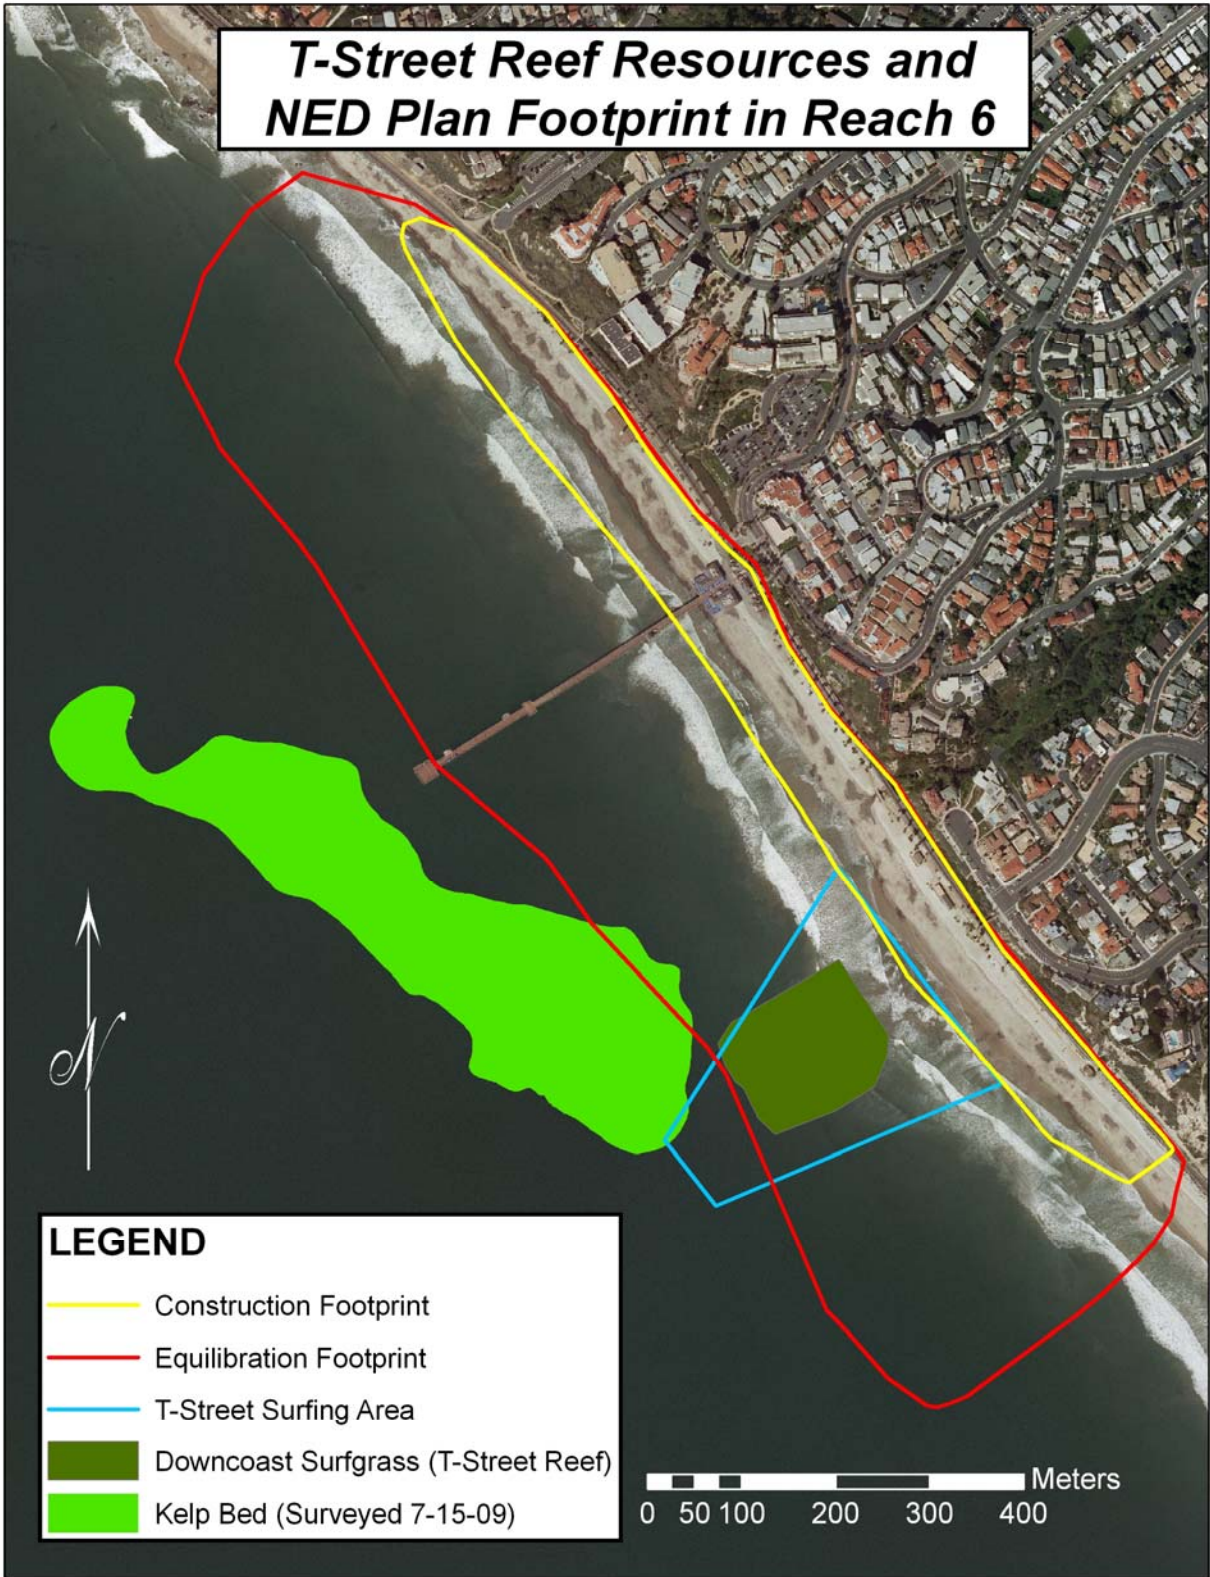 T-Street Reef Resources and
NED Plan Footprint in Reach 6
N
LEGEND
Construction Footprint
Equilibration Footprint
T-Street Surfing Area
Downcoast Surfgrass (T-Street Reef)
Kelp Bed (Surveyed 7-15-09)
Meters
0 50 100 200 300 400